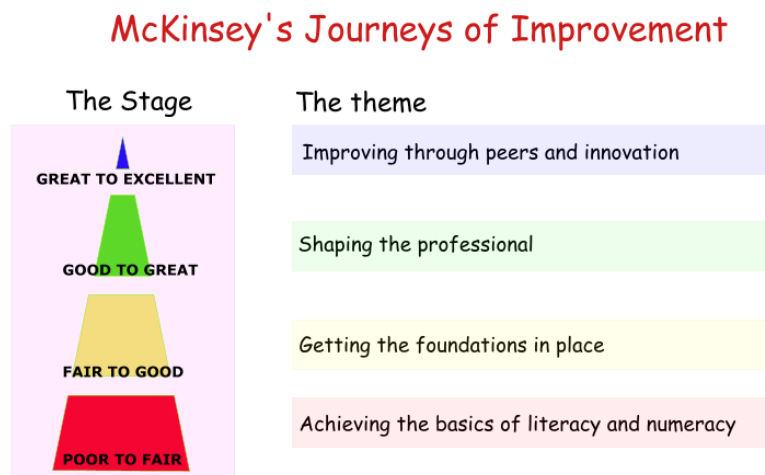 McKinsey's Journeys of Improvement
The Stage
The theme
GREAT TO EXCELLENT
Improving through peers and innovation
GOOD TO GREAT
Shaping the professional
FAIR TO GOOD
Getting the foundations in place
POOR TO FAIR
Achieving the basics of literacy and numeracy